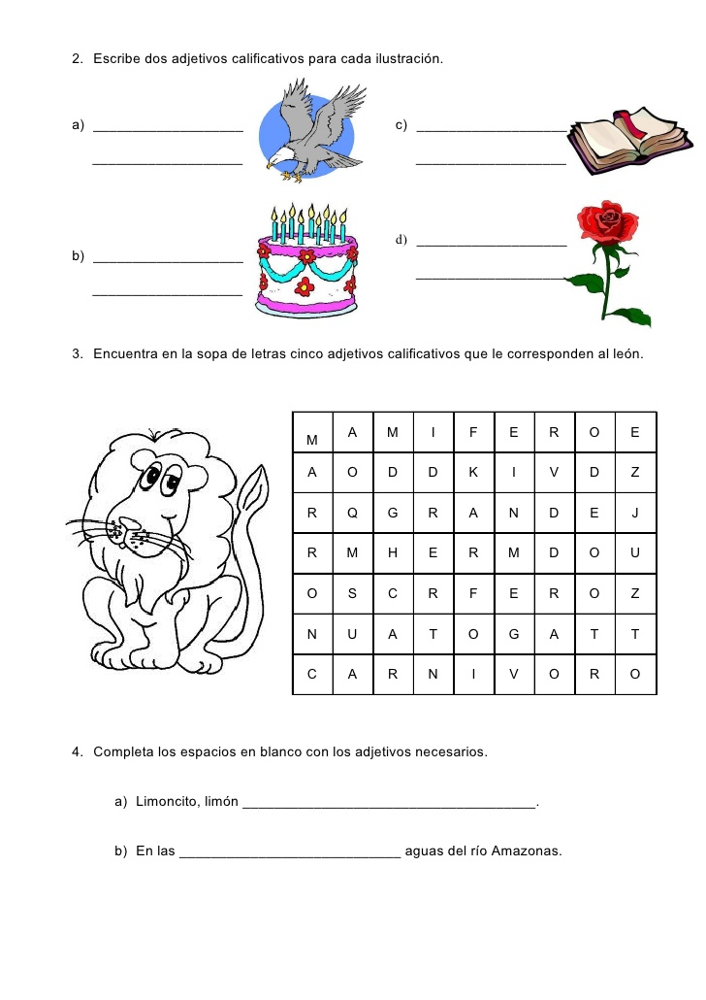 2. Escribe dos adjetivos calificativos para cada ilustración.
a) ___________________
___________________
c) ___________________
___________________
b) ___________________
___________________
d) ___________________
___________________
3. Encuentra en la sopa de letras cinco adjetivos calificativos que le corresponden al león.
M A M I F E R O E
A O D D K I V D Z
R Q G R A N D E J
R M H E R M D O U
O S C R F E R O Z
N U A T O G A T T
C A R N I V O R O
4. Completa los espacios en blanco con los adjetivos necesarios.
a) Limoncito, limón _____________________________________.
b) En las ____________________________ aguas del río Amazonas.